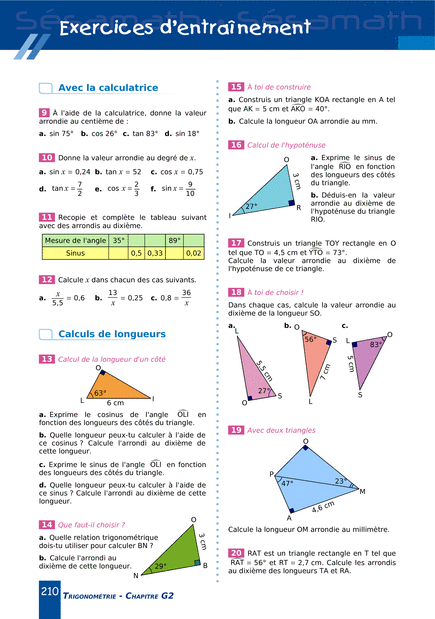 Sésamath Sésamath
Exercices d'entraînement
Avec la calculatrice
9 À l'aide de la calculatrice, donne la valeur
arrondie au centième de :
a. sin 75° b. cos 26° c. tan 83° d. sin 18°
10 Donne la valeur arrondie au degré de x.
a. sin x = 0,24 b. tan x = 52 c. cos x = 0,75
d. tan x = 7/2 e. cos x = 2/3 f. sin x = 9/10
11 Recopie et complète le tableau suivant
avec des arrondis au dixième.
Mesure de l'angle 35° 89°
Sinus 0,5 0,33 0,02
12 Calcule x dans chacun des cas suivants.
a. x/5,5 = 0,6 b. 13/x = 0,25 c. 0,8 = 36/x
Calculs de longueurs
13 Calcul de la longueur d'un côté
O
63°
L I
6 cm
a. Exprime le cosinus de l'angle OLI en
fonction des longueurs des côtés du triangle.
b. Quelle longueur peux-tu calculer à l'aide de
ce cosinus ? Calcule l'arrondi au dixième de
cette longueur.
c. Exprime le sinus de l'angle OLI en fonction
des longueurs des côtés du triangle.
d. Quelle longueur peux-tu calculer à l'aide de
ce sinus ? Calcule l'arrondi au dixième de cette
longueur.
14 Que faut-il choisir ?
a. Quelle relation trigonométrique
dois-tu utiliser pour calculer BN ?
b. Calcule l'arrondi au
dixième de cette longueur.
O
3 cm
29°
B
N
15 À toi de construire
a. Construis un triangle KOA rectangle en A tel
que AK = 5 cm et AKO = 40°.
b. Calcule la longueur OA arrondie au mm.
16 Calcul de l'hypoténuse
O
3 cm
27°
R
I
a. Exprime le sinus de
l'angle RIO en fonction
des longueurs des côtés
du triangle.
b. Déduis-en la valeur
arrondie au dixième de
l'hypoténuse du triangle
RIO.
17 Construis un triangle TOY rectangle en O
tel que TO = 4,5 cm et YTO = 73°.
Calcule la valeur arrondie au dixième de
l'hypoténuse de ce triangle.
18 À toi de choisir !
Dans chaque cas, calcule la valeur arrondie au
dixième de la longueur SO.
a. b. c.
L
5,5 cm
27°
S
O
O
56°
S
7 cm
L
L
O
83°
5 cm
S
19 Avec deux triangles
O
P
47°
23°
M
4,6 cm
A
Calcule la longueur OM arrondie au millimètre.
20 RAT est un triangle rectangle en T tel que
RAT = 56° et RT = 2,7 cm. Calcule les arrondis
au dixième des longueurs TA et RA.
210 TRIGONOMÉTRIE - CHAPITRE G2